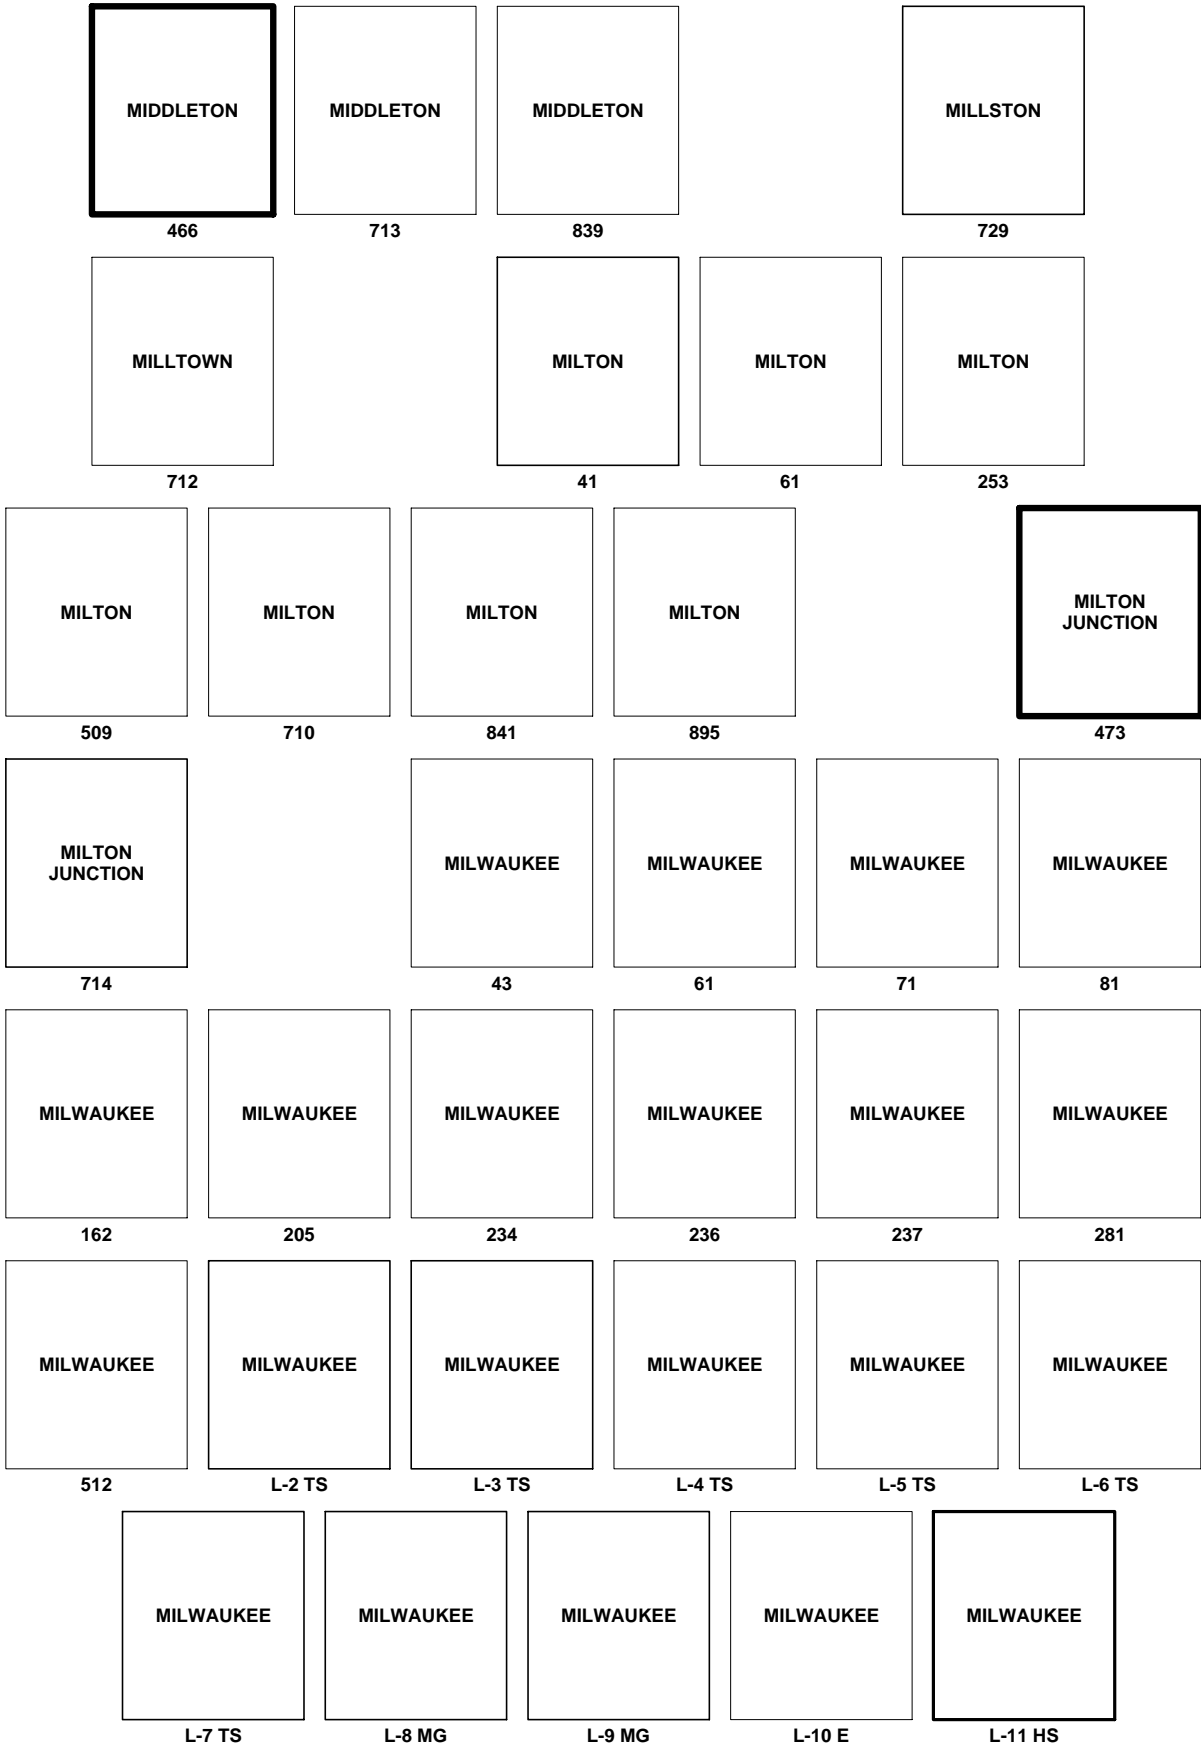 MIDDLETON
466
MIDDLETON
713
MIDDLETON
839
MILLSTON
729
MILLTOWN
712
MILTON
41
MILTON
61
MILTON
253
MILTON
509
MILTON
710
MILTON
841
MILTON
895
MILTON
JUNCTION
473
MILTON
JUNCTION
714
MILWAUKEE
43
MILWAUKEE
61
MILWAUKEE
71
MILWAUKEE
81
MILWAUKEE
162
MILWAUKEE
205
MILWAUKEE
234
MILWAUKEE
236
MILWAUKEE
237
MILWAUKEE
281
MILWAUKEE
512
MILWAUKEE
L-2 TS
MILWAUKEE
L-3 TS
MILWAUKEE
L-4 TS
MILWAUKEE
L-5 TS
MILWAUKEE
L-6 TS
MILWAUKEE
L-7 TS
MILWAUKEE
L-8 MG
MILWAUKEE
L-9 MG
MILWAUKEE
L-10 E
MILWAUKEE
L-11 HS